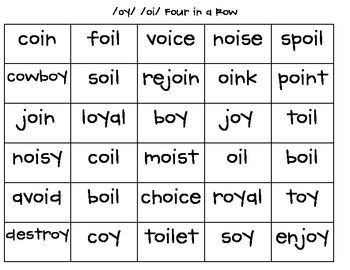 /oy/ /oi/ Four in a Row
coin foil voice noise spoil
cowboy soil rejoin oink point
join loyal boy joy toil
noisy coil moist oil boil
avoid boil choice royal toy
destroy coy toilet soy enjoy